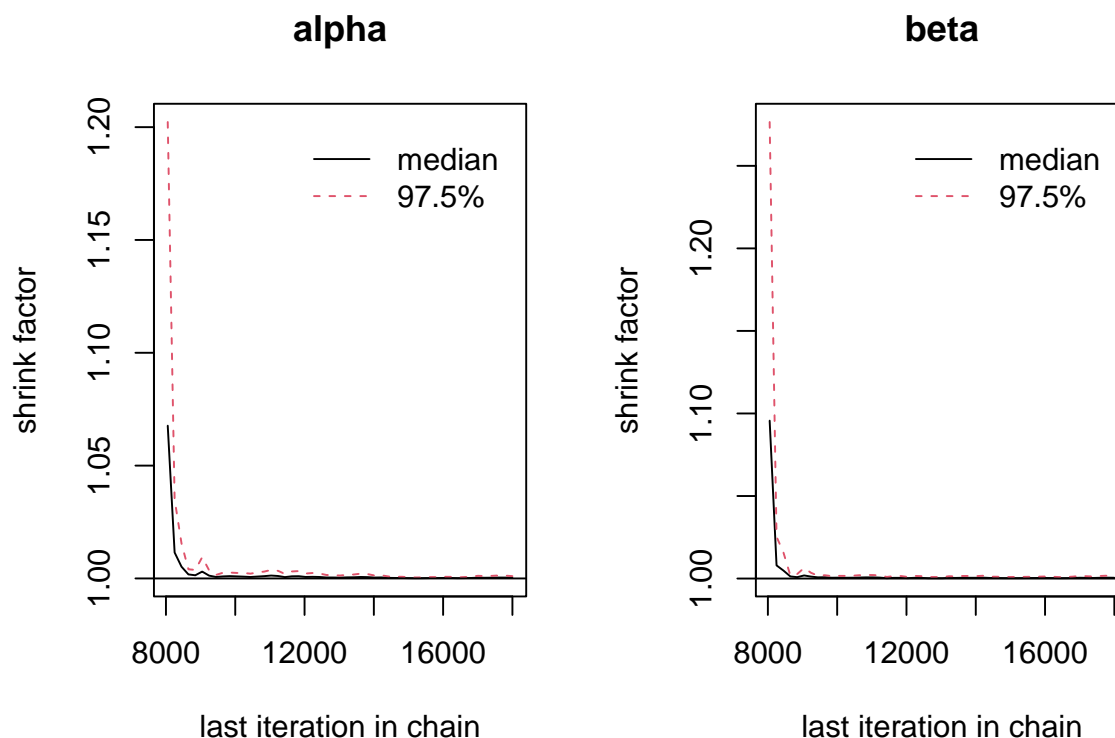 alpha
shrink factor
1.00 1.05 1.10 1.15 1.20
median
97.5%
8000 12000 16000
last iteration in chain
beta
shrink factor
1.00 1.10 1.20
median
97.5%
8000 12000 16000
last iteration in chain